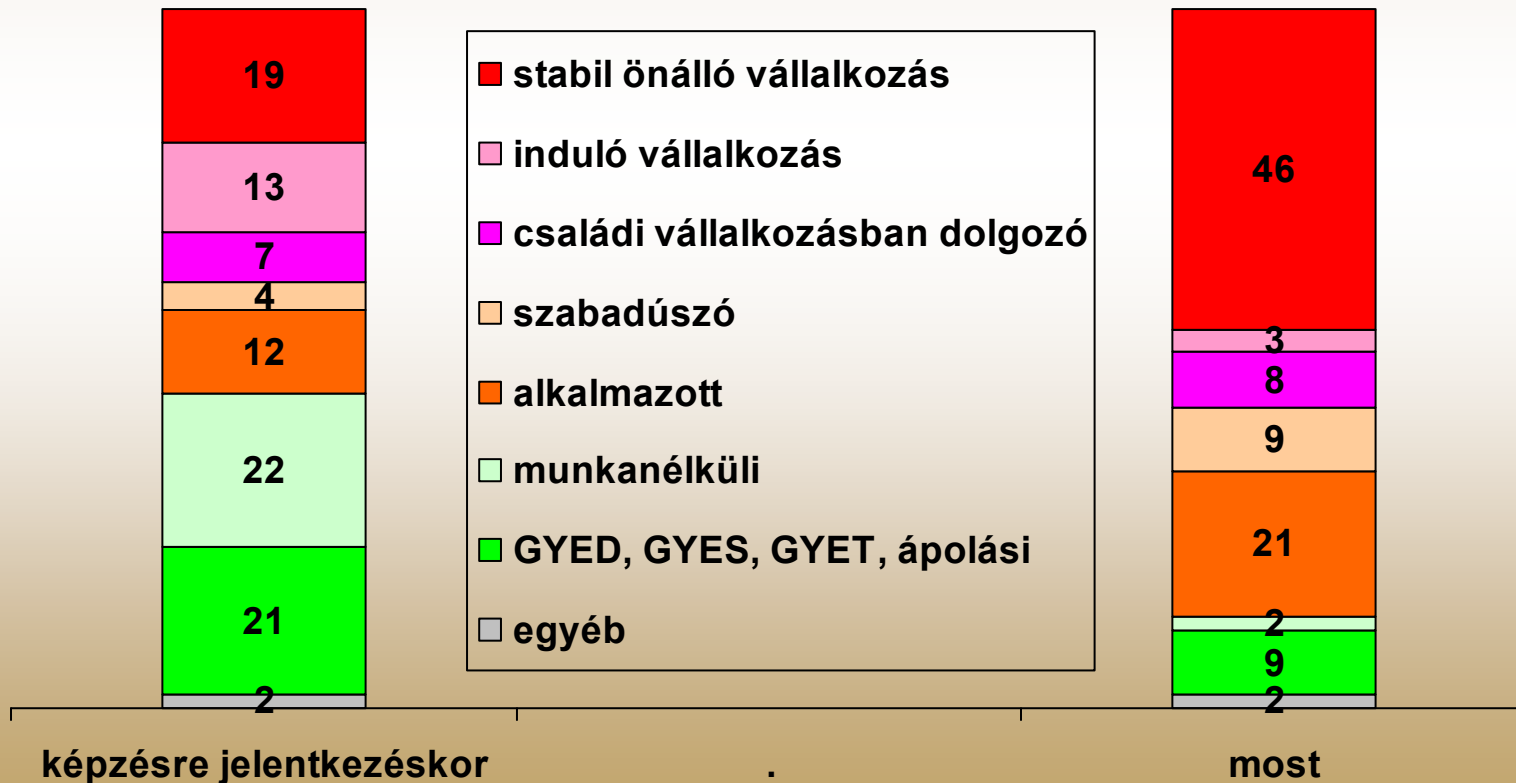 19
13
7
4
12
22
21
2
stabil önálló vállalkozás
induló vállalkozás
családi vállalkozásban dolgozó
szabadúszó
alkalmazott
munkanélküli
GYED, GYES, GYET, ápolási
egyéb
46
3
8
9
21
2
9
2
képzésre jelentkezéskor . most